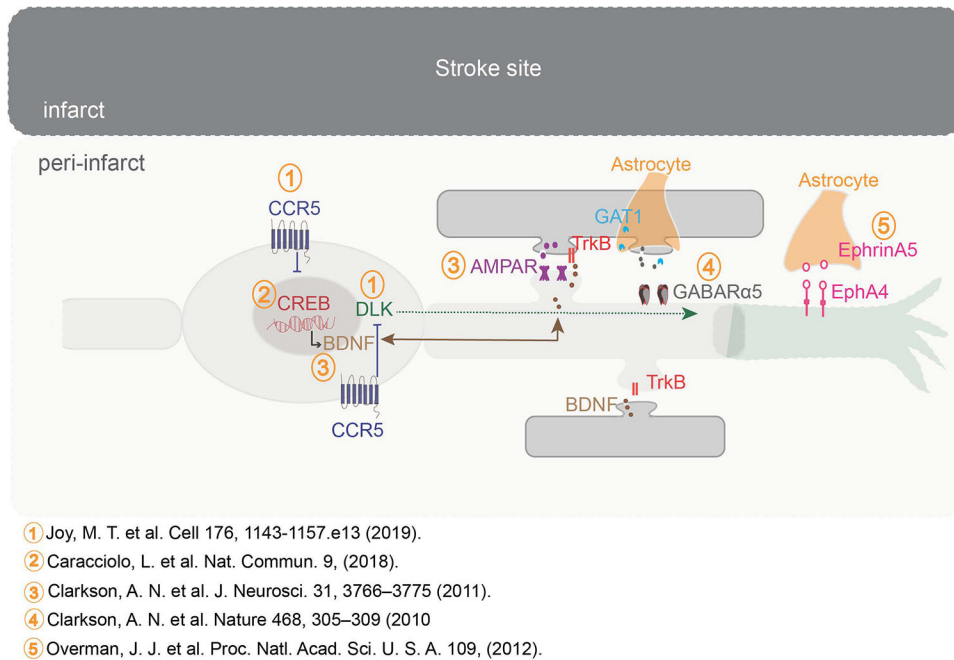 Stroke site
infarct
peri-infarct
1
CCR5
2
CREB
1
DLK
BDNF
3
CCR5
Astrocyte
GAT1
TrkB
3
AMPAR
4
GABARα5
TrkB
BDNF
Astrocyte
5
EphrinA5
EphA4
1 Joy, M. T. et al. Cell 176, 1143-1157.e13 (2019).
2 Caracciolo, L. et al. Nat. Commun. 9, (2018).
3 Clarkson, A. N. et al. J. Neurosci. 31, 3766–3775 (2011).
4 Clarkson, A. N. et al. Nature 468, 305–309 (2010
5 Overman, J. J. et al. Proc. Natl. Acad. Sci. U. S. A. 109, (2012).